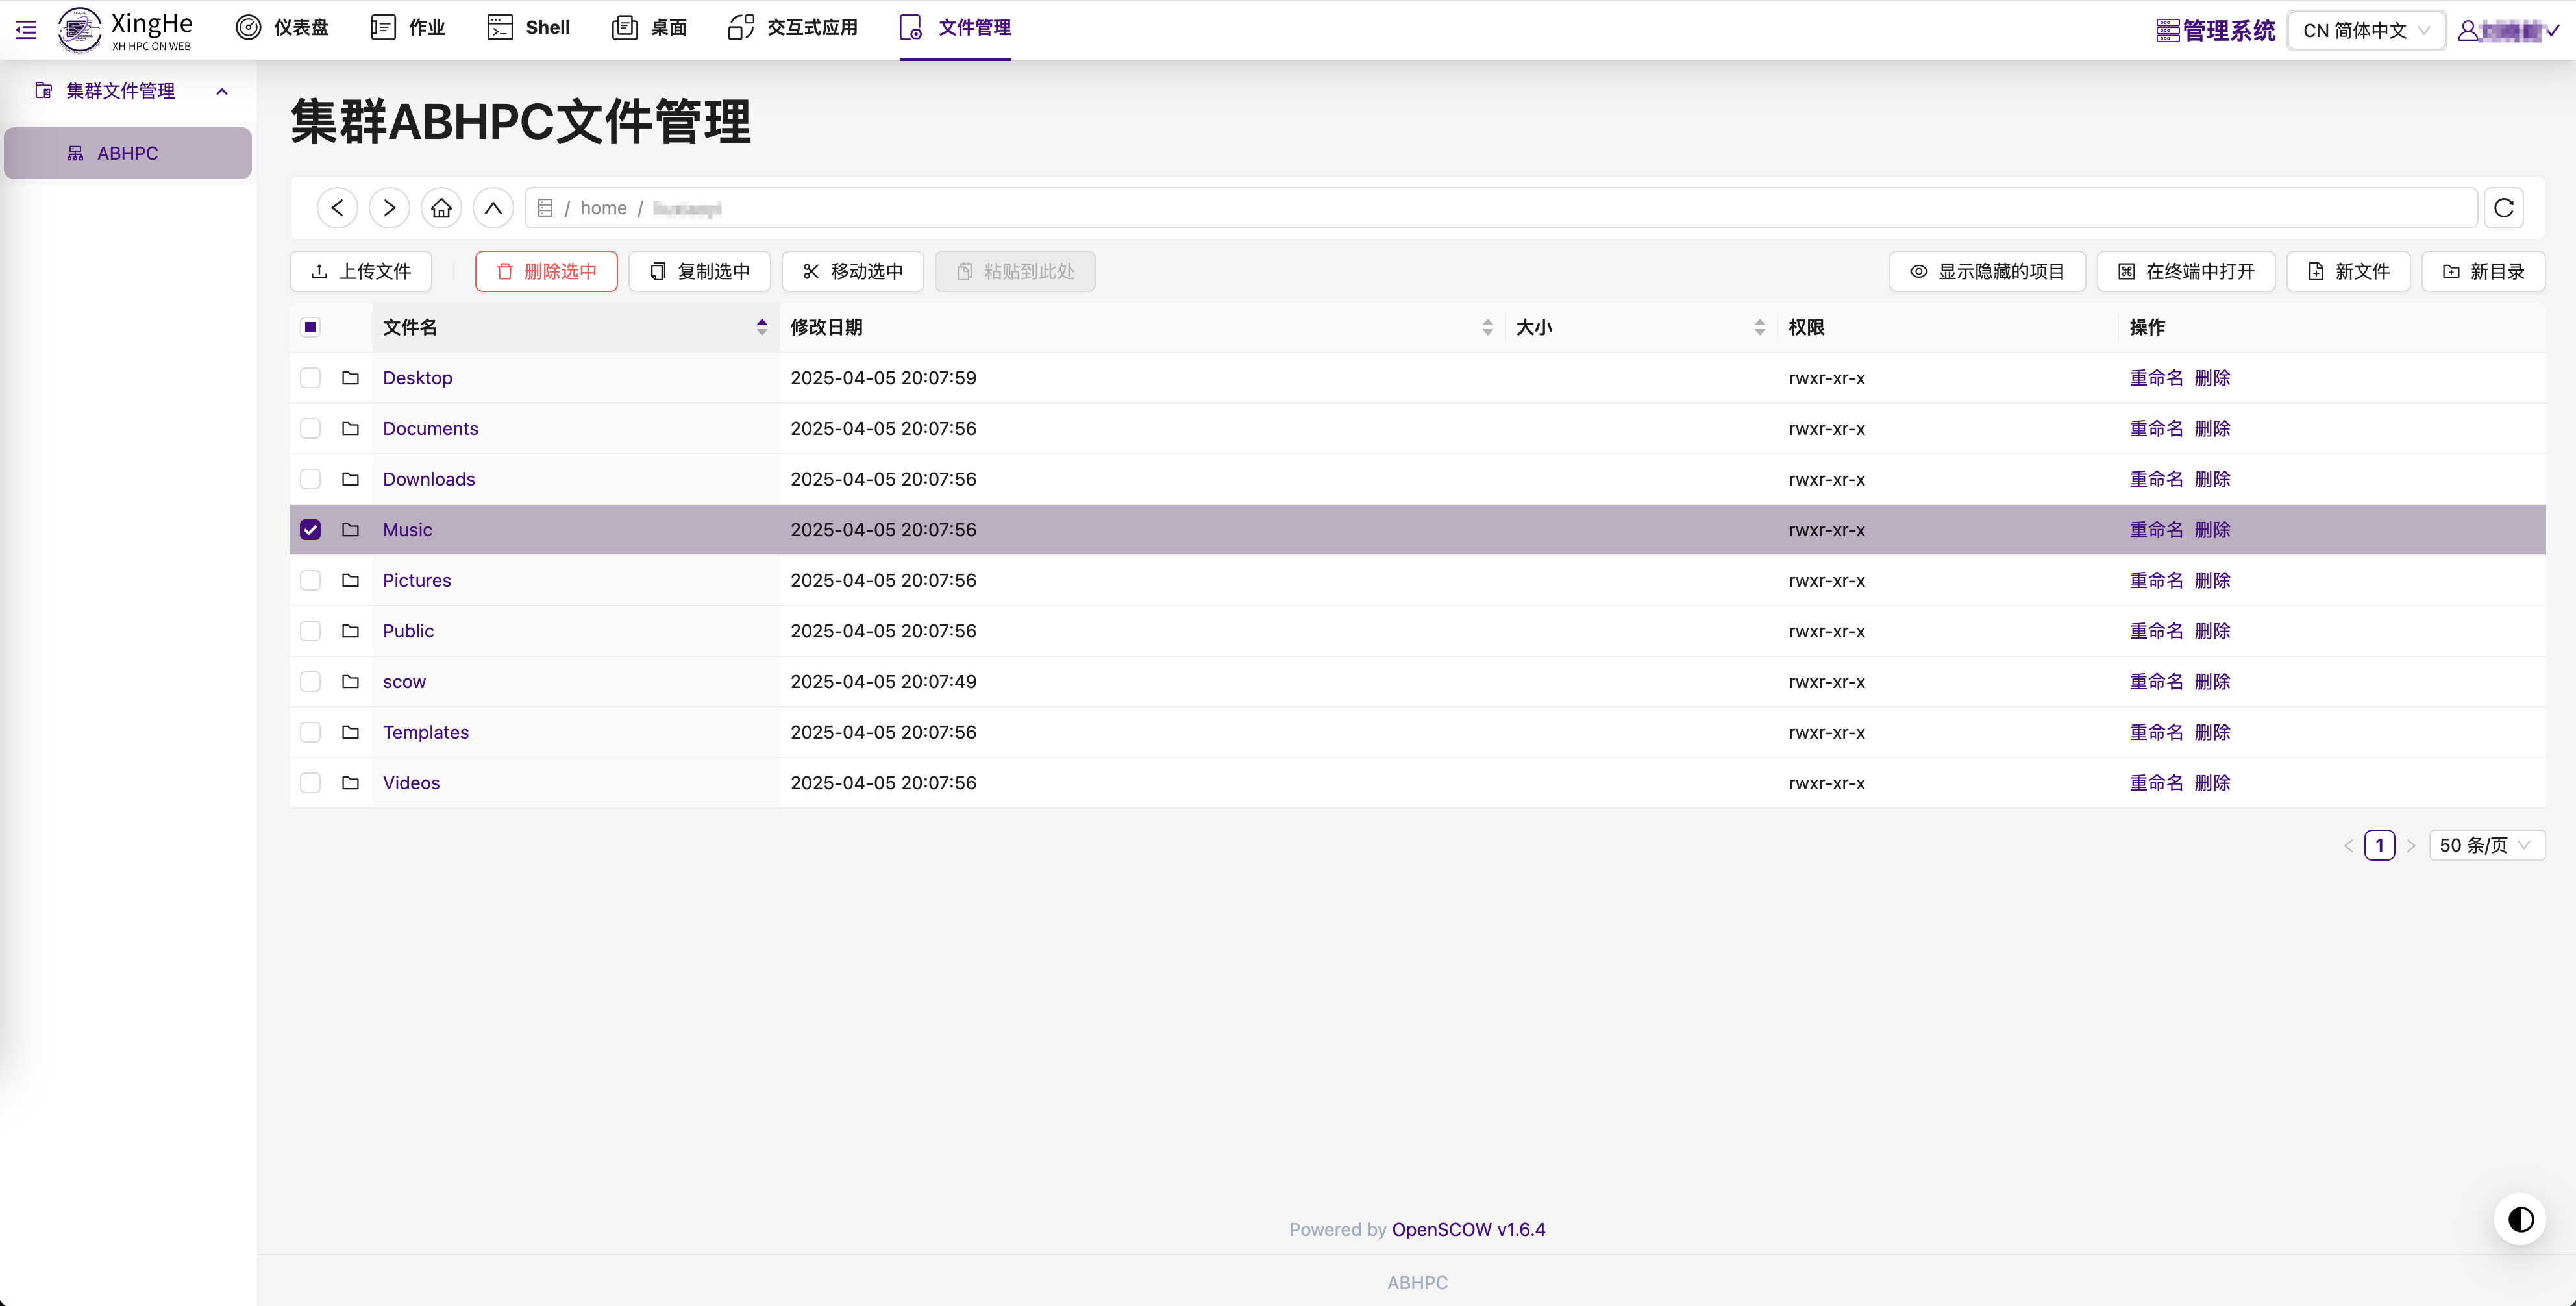 XingHe
XH HPC ON WEB
仪表盘 作业 Shell 桌面 交互式应用 文件管理 管理系统 CN 简体中文
集群文件管理
ABHPC
集群ABHPC文件管理
/ home /
上传文件 删除选中 复制选中 移动选中 粘贴到此处 显示隐藏的项目 在终端中打开 新文件 新目录
文件名 修改日期 大小 权限 操作
Desktop 2025-04-05 20:07:59 rwxr-xr-x 重命名 删除
Documents 2025-04-05 20:07:56 rwxr-xr-x 重命名 删除
Downloads 2025-04-05 20:07:56 rwxr-xr-x 重命名 删除
Music 2025-04-05 20:07:56 rwxr-xr-x 重命名 删除
Pictures 2025-04-05 20:07:56 rwxr-xr-x 重命名 删除
Public 2025-04-05 20:07:56 rwxr-xr-x 重命名 删除
scow 2025-04-05 20:07:49 rwxr-xr-x 重命名 删除
Templates 2025-04-05 20:07:56 rwxr-xr-x 重命名 删除
Videos 2025-04-05 20:07:56 rwxr-xr-x 重命名 删除
< 1 > 50 条/页
Powered by OpenSCOW v1.6.4
ABHPC